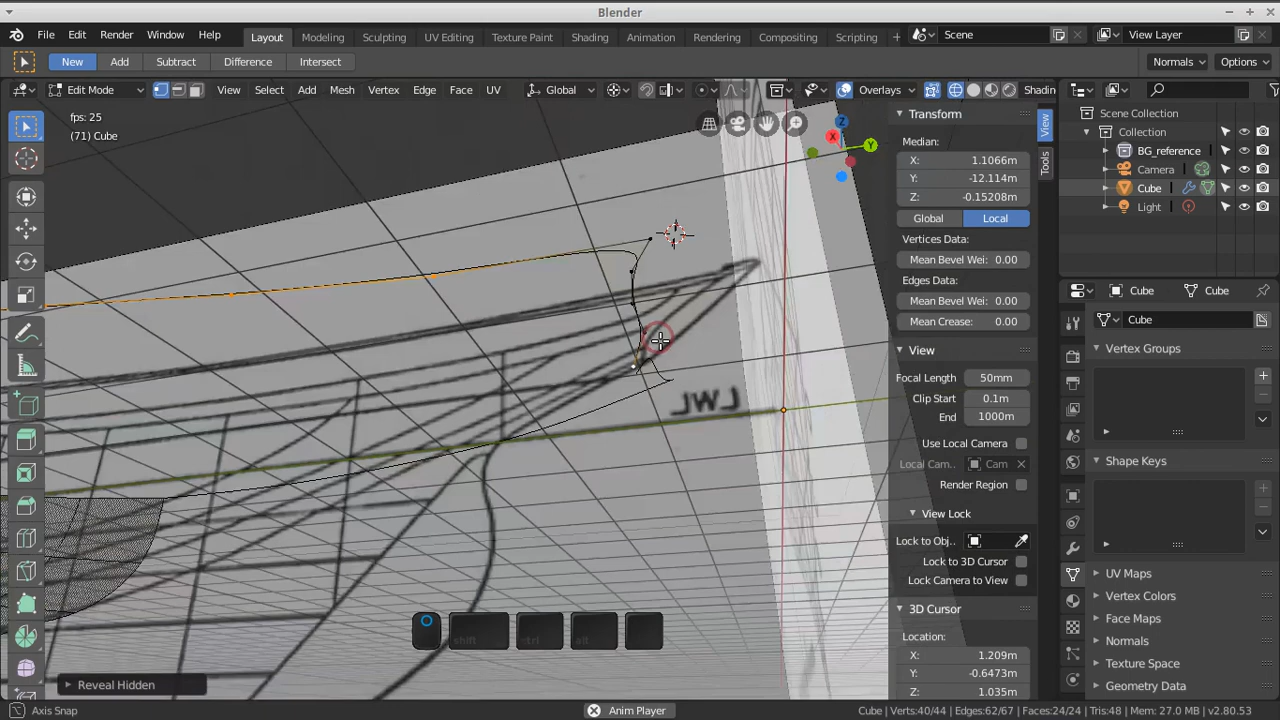 Blender
File Edit Render Window Help Layout Modeling Sculpting UV Editing Texture Paint Shading Animation Rendering Compositing Scripting + Scene View Layer
New Add Subtract Difference Intersect Normals Options
Edit Mode View Select Add Mesh Vertex Edge Face UV Global Overlays Shadin
fps: 25
(71) Cube
Z
X
Y
LWL
shift ctrl alt
Reveal Hidden
Transform
Median:
X: 1.1066m
Y: -12.114m
Z: -0.15208m
Global Local
Vertices Data:
Mean Bevel Wei: 0.00
Edges Data:
Mean Bevel Wei: 0.00
Mean Crease: 0.00
View
Focal Length 50mm
Clip Start 0.1m
End 1000m
Use Local Camera
Local Cam.. Cam
Render Region
View Lock
Lock to Obj..
Lock to 3D Cursor
Lock Camera to View
3D Cursor
Location:
X: 1.209m
Y: -0.6473m
Z: 1.035m
View
Tools
Scene Collection
Collection
BG_reference
Camera
Cube
Light
Cube Cube
Cube
Vertex Groups
Shape Keys
UV Maps
Vertex Colors
Face Maps
Normals
Texture Space
Geometry Data
Axis Snap Anim Player Cube | Verts:40/44 | Edges:62/67 | Faces:24/24 | Tris:48 | Mem: 27.0 MB | v2.80.53